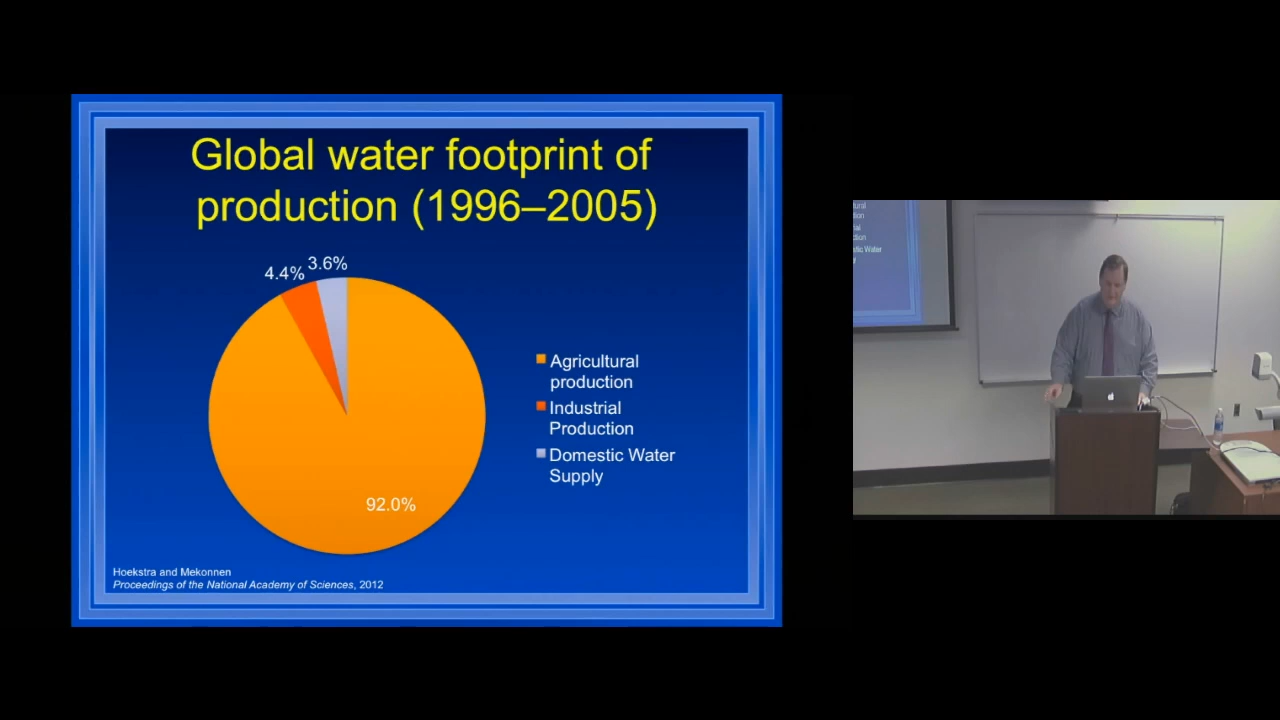 Global water footprint of
production (1996–2005)
4.4%
3.6%
92.0%
Agricultural
production
Industrial
Production
Domestic Water
Supply
Hoekstra and Mekonnen
Proceedings of the National Academy of Sciences, 2012